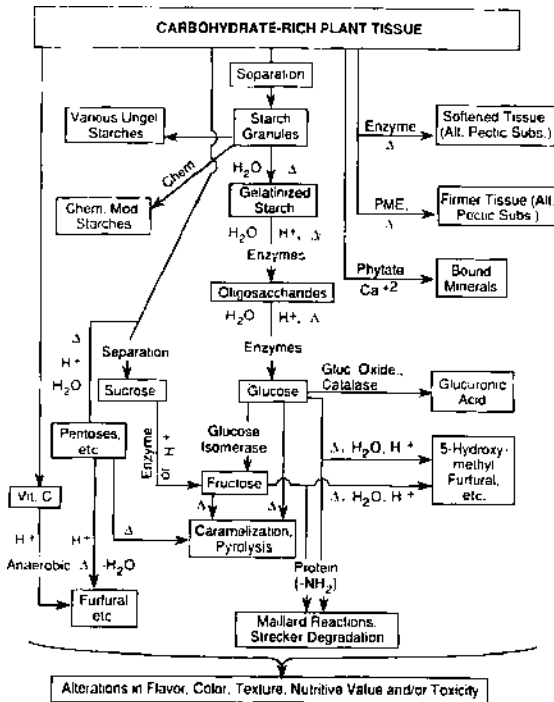 CARBOHYDRATE-RICH PLANT TISSUE
Separation
Various Ungel
Starches
Starch
Granules
Enzyme
Δ
Softened Tissue
(Alt. Pectic Subs.)
Chem
H₂O Δ
Chem. Mod
Starches
Gelatinized
Starch
PME,
Δ
Firmer Tissue (Alt.
Pectic Subs)
H₂O H⁺, Δ
Enzymes
Phytate
Ca +2
Bound
Minerals
Oligosaccharides
H₂O H⁺, Δ
Enzymes
Δ
H⁺
H₂O
Separation
Sucrose
Glucose
Gluc Oxide.,
Catalase
Glucuronic
Acid
Pentoses,
etc
Enzyme
or H⁺
Glucose
Isomerase
Δ, H₂O, H⁺
5-Hydroxy-
methyl
Furfural,
etc.
Vit. C
Fructose
Δ, H₂O, H⁺
Δ
Δ
Δ
Caramelization,
Pyrolysis
H⁺
Anaerobic
H⁺
Δ -H₂O
Furfural
etc
Protein
(-NH₂)
Maillard Reactions,
Strecker Degradation
Alterations in Flavor, Color, Texture, Nutritive Value and/or Toxicity